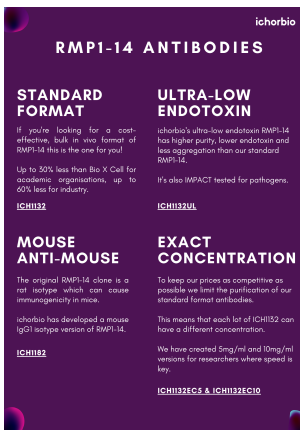 ichorbio
RMP1-14 ANTIBODIES
STANDARD
FORMAT
If you're looking for a cost-
effective, bulk in vivo format of
RMP1-14 this is the one for you!
Up to 30% less than Bio X Cell for
academic organisations, up to
60% less for industry.
ICH1132
ULTRA-LOW
ENDOTOXIN
ichorbio's ultra-low endotoxin RMP1-14
has higher purity, lower endotoxin and
less aggregation than our standard
RMP1-14.
It's also IMPACT tested for pathogens.
ICH1132UL
MOUSE
ANTI-MOUSE
The original RMP1-14 clone is a
rat isotype which can cause
immunogenicity in mice.
ichorbio has developed a mouse
IgG1 isotype version of RMP1-14.
ICH1182
EXACT
CONCENTRATION
To keep our prices as competitive as
possible we limit the purification of our
standard format antibodies.
This means that each lot of ICH1132 can
have a different concentration.
We have created 5mg/ml and 10mg/ml
versions for researchers where speed is
key.
ICH1132EC5 & ICH1132EC10